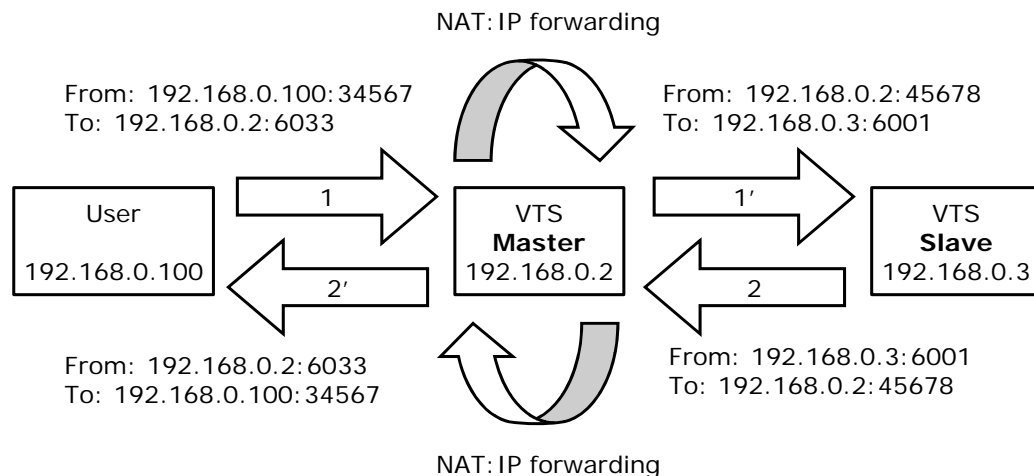 NAT: IP forwarding
From: 192.168.0.100:34567
To: 192.168.0.2:6033
From: 192.168.0.2:45678
To: 192.168.0.3:6001
User
192.168.0.100
1
VTS
Master
192.168.0.2
1'
VTS
Slave
192.168.0.3
2'
2
From: 192.168.0.2:6033
To: 192.168.0.100:34567
From: 192.168.0.3:6001
To: 192.168.0.2:45678
NAT: IP forwarding